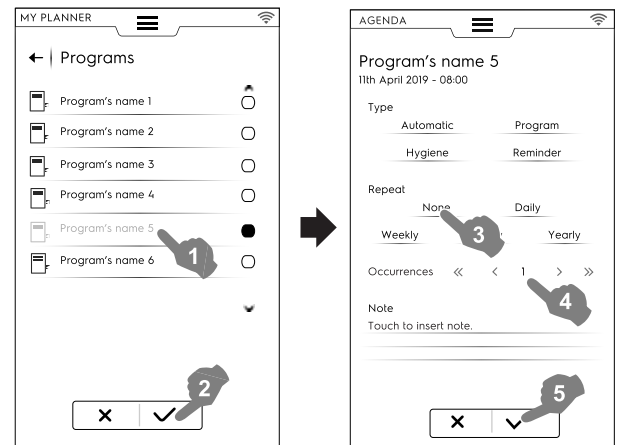 MY PLANNER
Programs
Program's name 1
Program's name 2
Program's name 3
Program's name 4
Program's name 5
Program's name 6
1
2
AGENDA
Program's name 5
11th April 2019 - 08:00
Type
Automatic Program
Hygiene Reminder
Repeat
None Daily
3
Weekly Yearly
Occurrences « < 1 > »
4
Note
Touch to insert note.
5